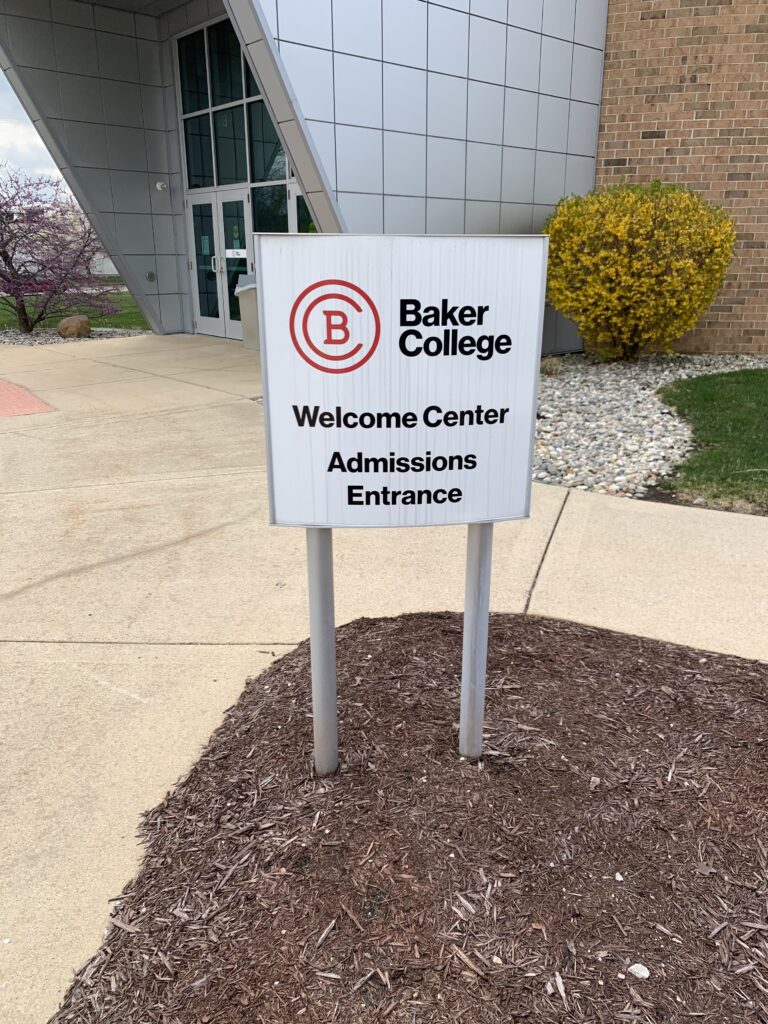 B
Baker
College
Welcome Center
Admissions
Entrance